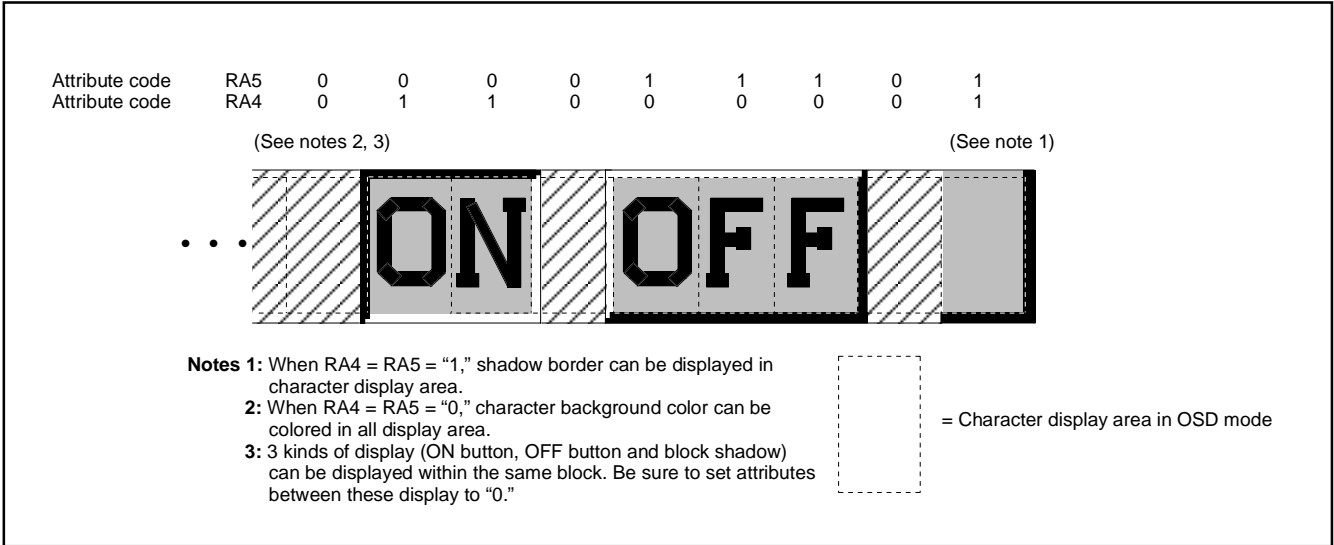 Attribute code RA5 0 0 0 0 1 1 1 0 1
Attribute code RA4 0 1 1 0 0 0 0 0 1
(See notes 2, 3) (See note 1)
• • • ON OFF
Notes 1: When RA4 = RA5 = “1,” shadow border can be displayed in
character display area.
2: When RA4 = RA5 = “0,” character background color can be
colored in all display area.
3: 3 kinds of display (ON button, OFF button and block shadow)
can be displayed within the same block. Be sure to set attributes
between these display to “0.”
= Character display area in OSD mode